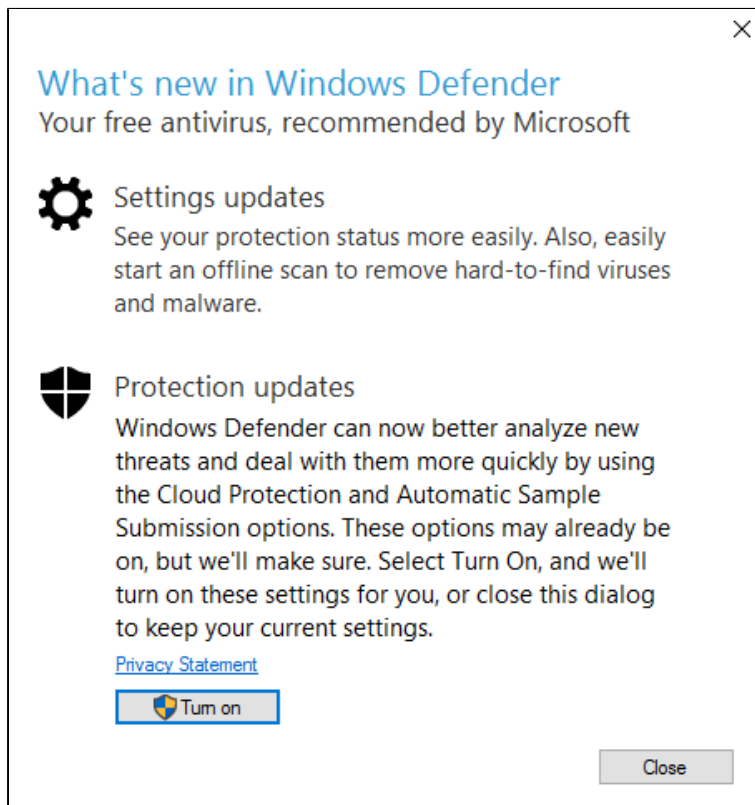 What's new in Windows Defender
Your free antivirus, recommended by Microsoft
Settings updates
See your protection status more easily. Also, easily
start an offline scan to remove hard-to-find viruses
and malware.
Protection updates
Windows Defender can now better analyze new
threats and deal with them more quickly by using
the Cloud Protection and Automatic Sample
Submission options. These options may already be
on, but we'll make sure. Select Turn On, and we'll
turn on these settings for you, or close this dialog
to keep your current settings.
Privacy Statement
Turn on
Close